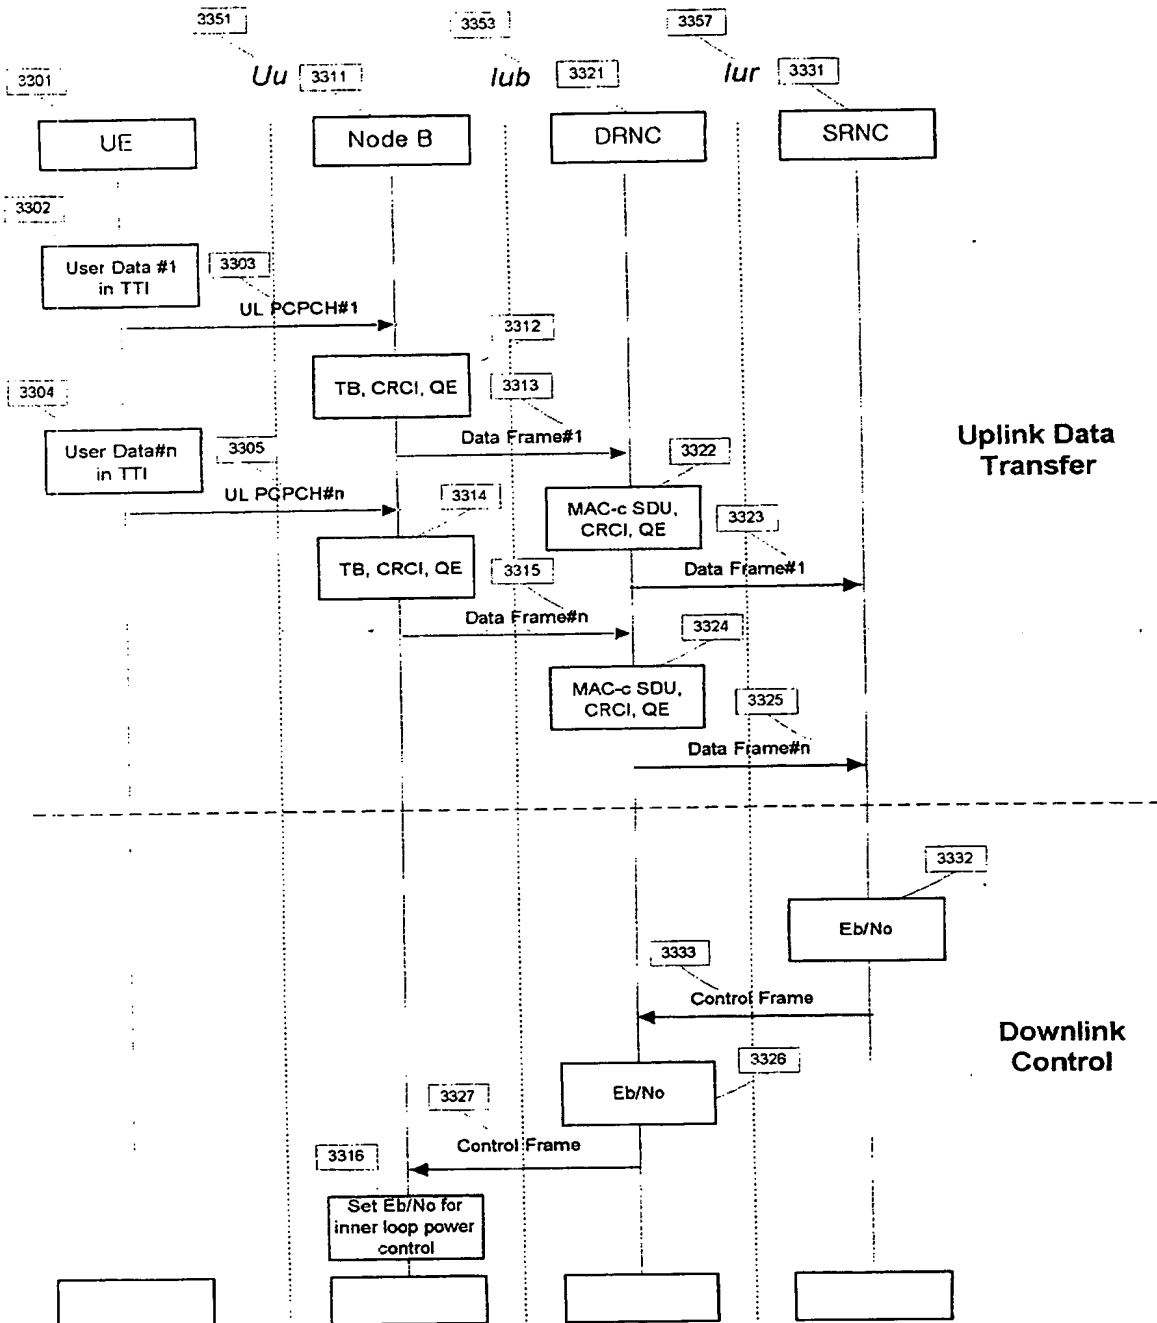 3351
3353
3357
3301
Uu
3311
Iub
3321
Iur
3331
UE
Node B
DRNC
SRNC
3302
User Data #1
in TTI
3303
UL PCPCH#1
3312
TB, CRCI, QE
3313
3304
Data Frame#1
User Data#n
in TTI
3305
3322
Uplink Data
Transfer
UL PCPCH#n
3314
MAC-c SDU,
CRCI, QE
3323
TB, CRCI, QE
3315
Data Frame#1
Data Frame#n
3324
MAC-c SDU,
CRCI, QE
3325
Data Frame#n
3332
Eb/No
3333
Control Frame
Downlink
Control
3326
Eb/No
3327
Control Frame
3316
Set Eb/No for
inner loop power
control